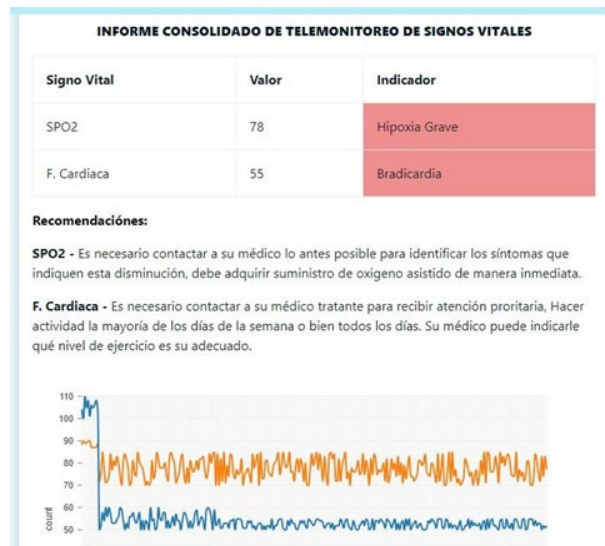 INFORME CONSOLIDADO DE TELEMONITOREO DE SIGNOS VITALES
Signo Vital Valor Indicador
SPO2 78 Hipoxia Grave
F. Cardiaca 55 Bradicardía
Recomendaciónes:
SPO2 - Es necesario contactar a su médico lo antes posible para identificar los síntomas que
indiquen esta disminución, debe adquirir suministro de oxigeno asistido de manera inmediata.
F. Cardiaca - Es necesario contactar a su médico tratante para recibir atención proritaria, Hacer
actividad la mayoría de los días de la semana o bien todos los días. Su médico puede indicarle
qué nivel de ejercicio es su adecuado.
110
100
90
80
70
60
50
count